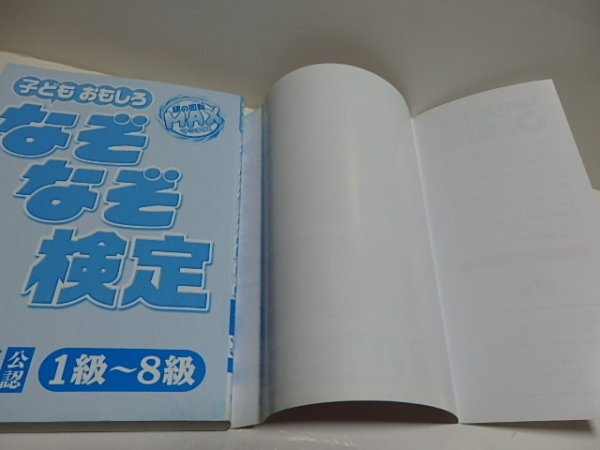 子ども おもしろ
頭の回転
MAX
なぞ
なぞ
検定
公認
1級～8級